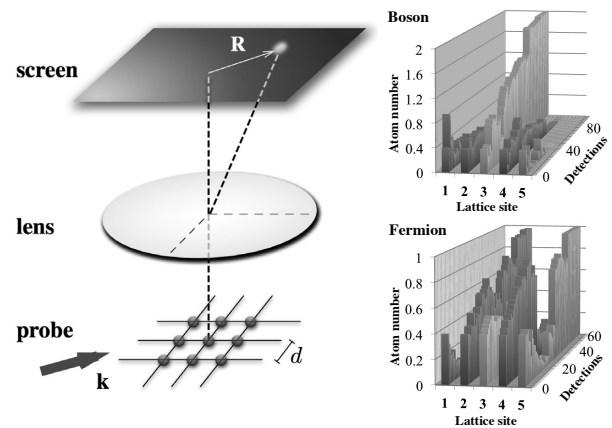 screen
R
lens
probe
k
d
Boson
Atom number
2
1.6
1.2
0.8
0.4
0
1 2 3 4 5
Lattice site
0
40
80
Detections
Fermion
Atom number
1
0.8
0.6
0.4
0.2
0
1 2 3 4 5
Lattice site
0
20
40
60
Detections